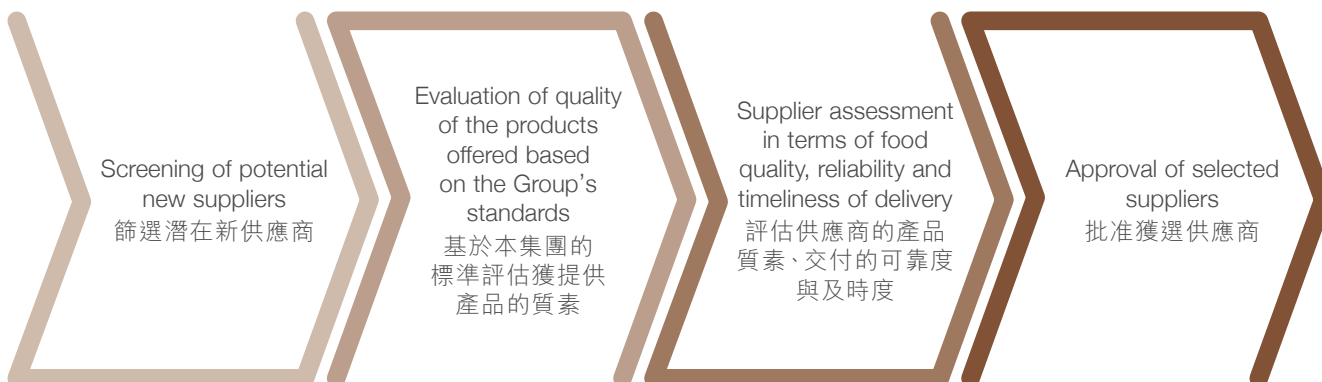 Screening of potential
new suppliers
篩選潛在新供應商
Evaluation of quality
of the products
offered based
on the Group's
standards
基於本集團的
標準評估獲提供
產品的質素
Supplier assessment
in terms of food
quality, reliability and
timeliness of delivery
評估供應商的產品
質素、交付的可靠度
與及時度
Approval of selected
suppliers
批准獲選供應商